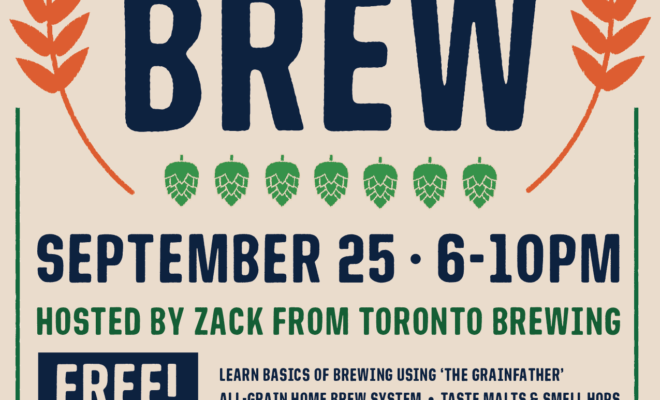 BREW
SEPTEMBER 25 · 6-10PM
HOSTED BY ZACK FROM TORONTO BREWING
FREE!
LEARN BASICS OF BREWING USING ‘THE GRAINFATHER’
ALL-GRAIN HOME BREW SYSTEM • TASTE MALTS & SMELL HOPS